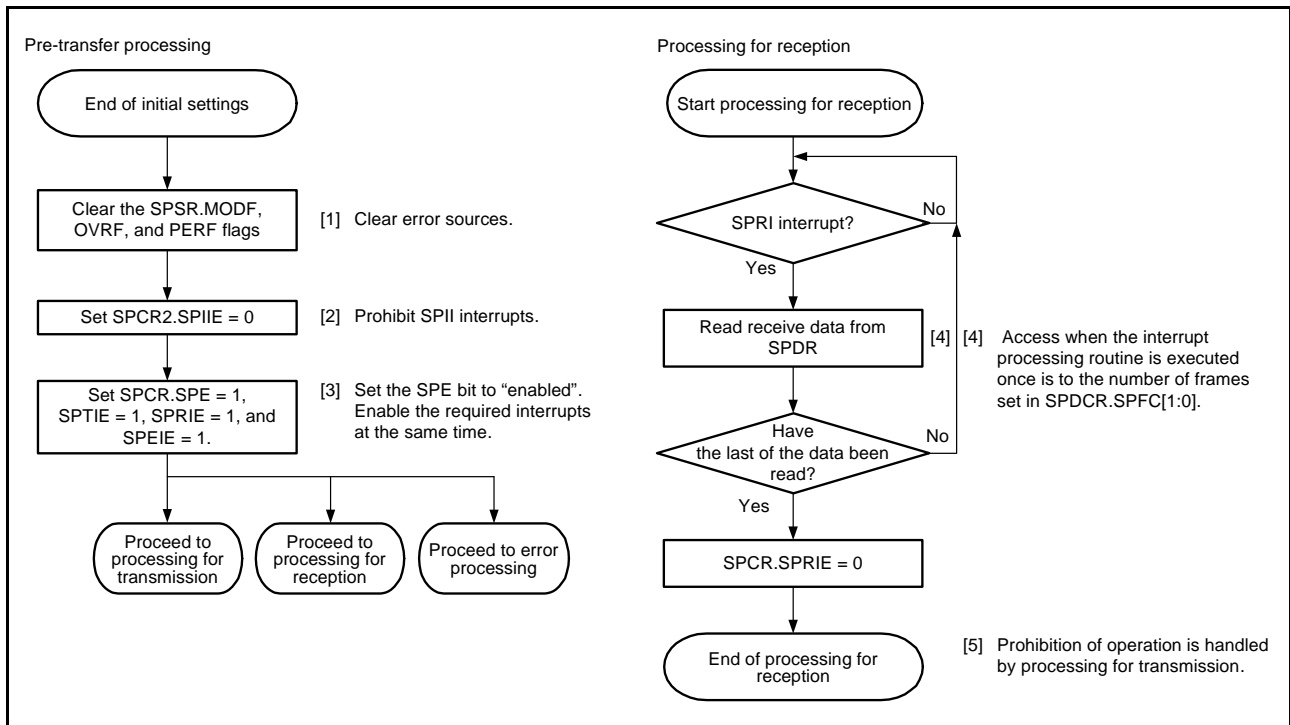 Pre-transfer processing
End of initial settings
Clear the SPSR.MODF,
OVRF, and PERF flags
[1] Clear error sources.
Set SPCR2.SPIIE = 0
[2] Prohibit SPII interrupts.
Set SPCR.SPE = 1,
SPTIE = 1, SPRIE = 1, and
SPEIE = 1.
[3] Set the SPE bit to “enabled”.
Enable the required interrupts
at the same time.
Proceed to
processing for
transmission
Proceed to
processing for
reception
Proceed to error
processing
Processing for reception
Start processing for reception
SPRI interrupt?
No
Yes
Read receive data from
SPDR
[4]
[4] Access when the interrupt
processing routine is executed
once is to the number of frames
set in SPDCR.SPFC[1:0].
Have
the last of the data been
read?
No
Yes
SPCR.SPRIE = 0
End of processing for
reception
[5] Prohibition of operation is handled
by processing for transmission.